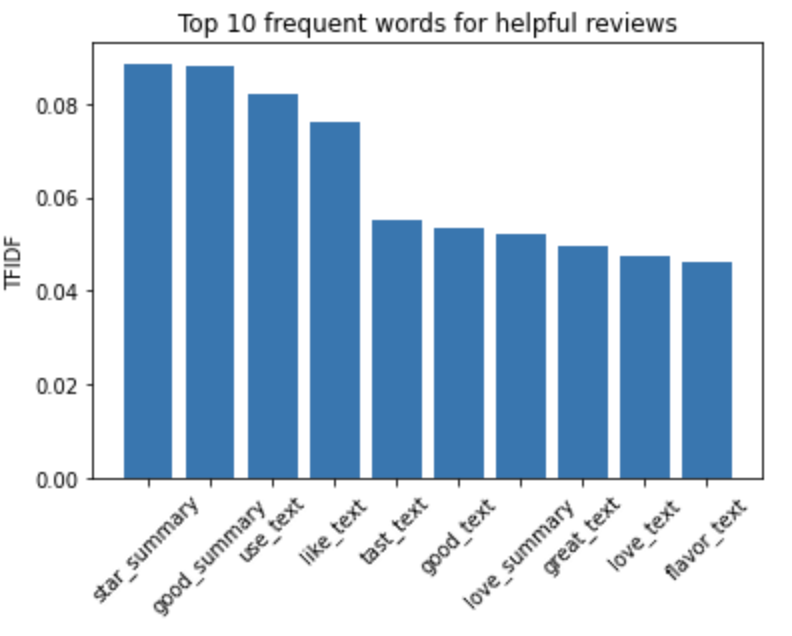 Top 10 frequent words for helpful reviews
TFIDF
0.08
0.06
0.04
0.02
0.00
star_summary
good_summary
use_text
like_text
tast_text
good_text
love_summary
great_text
love_text
flavor_text